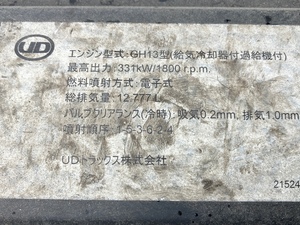 UD
エンジン型式:GH13型(給気冷却器付過給機付)
最高出力:331kW/1800 r.p.m.
燃料噴射方式:電子式
総排気量:12.777L
バルブクリアランス(冷時):吸気0.2mm, 排気1.0mm
噴射順序:1-5-3-6-2-4
UDトラックス株式会社
21524